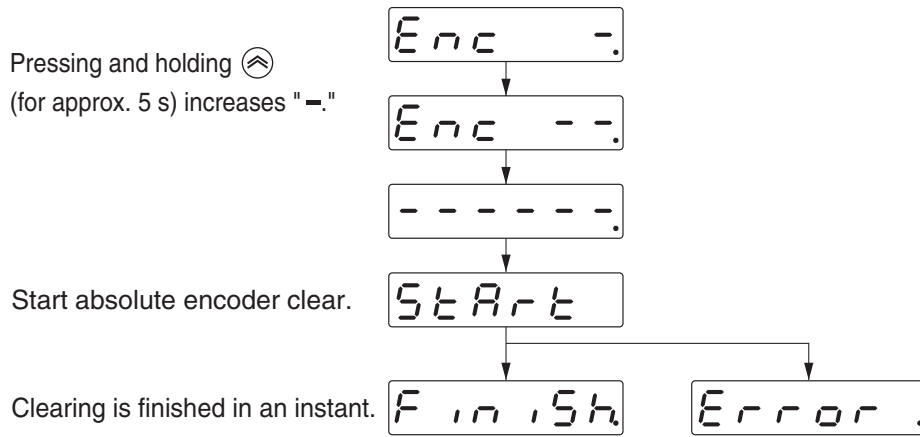 Enc -.
Pressing and holding
(for approx. 5 s) increases " -."
Enc --.
------.
Start absolute encoder clear.
StArt
Clearing is finished in an instant.
FiniSh.
Error .